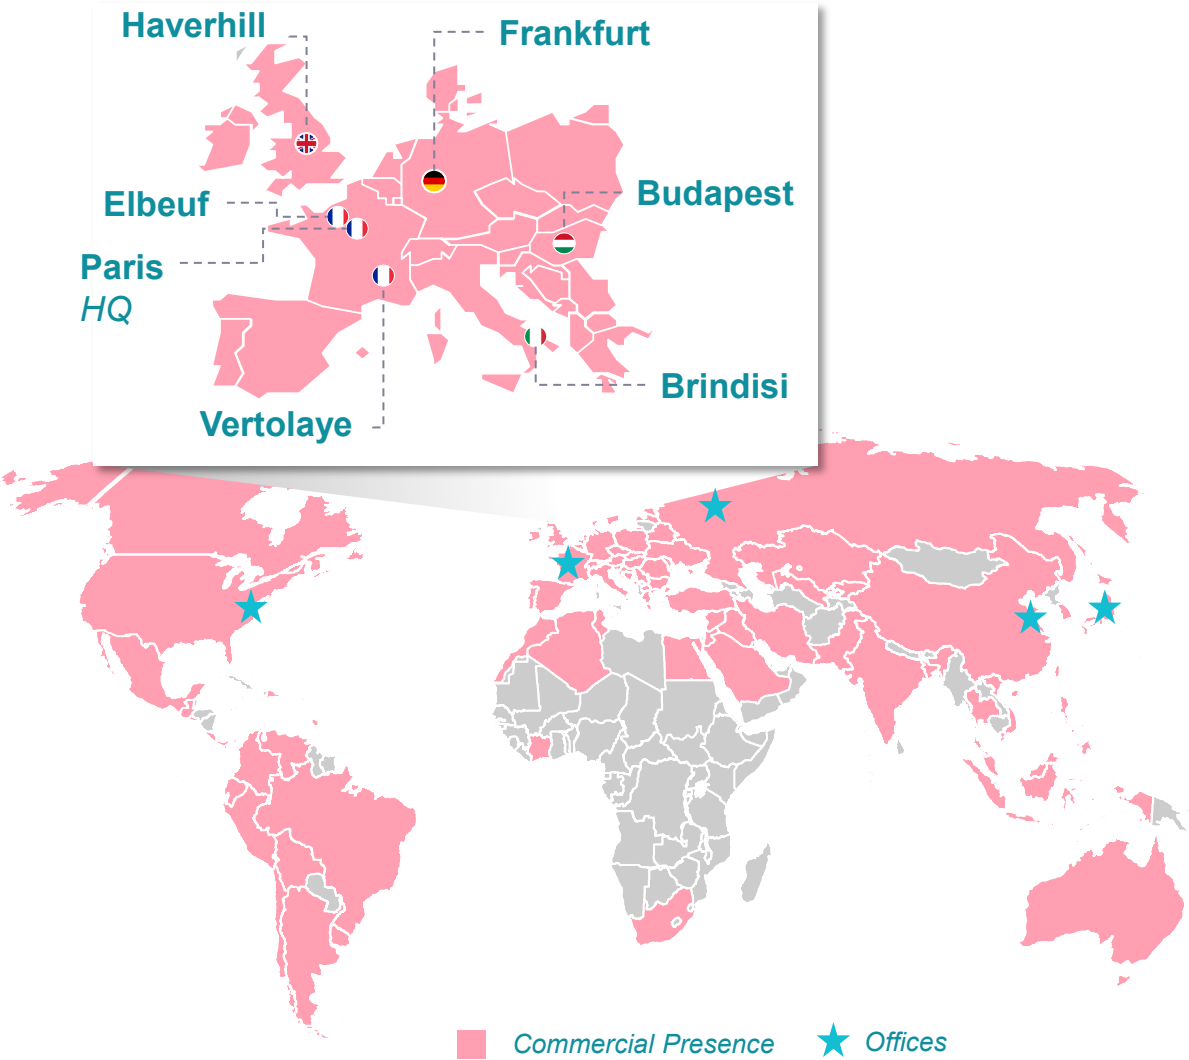 Haverhill
Frankfurt
Elbeuf
Budapest
Paris
HQ
Brindisi
Vertolaye
Commercial Presence
Offices